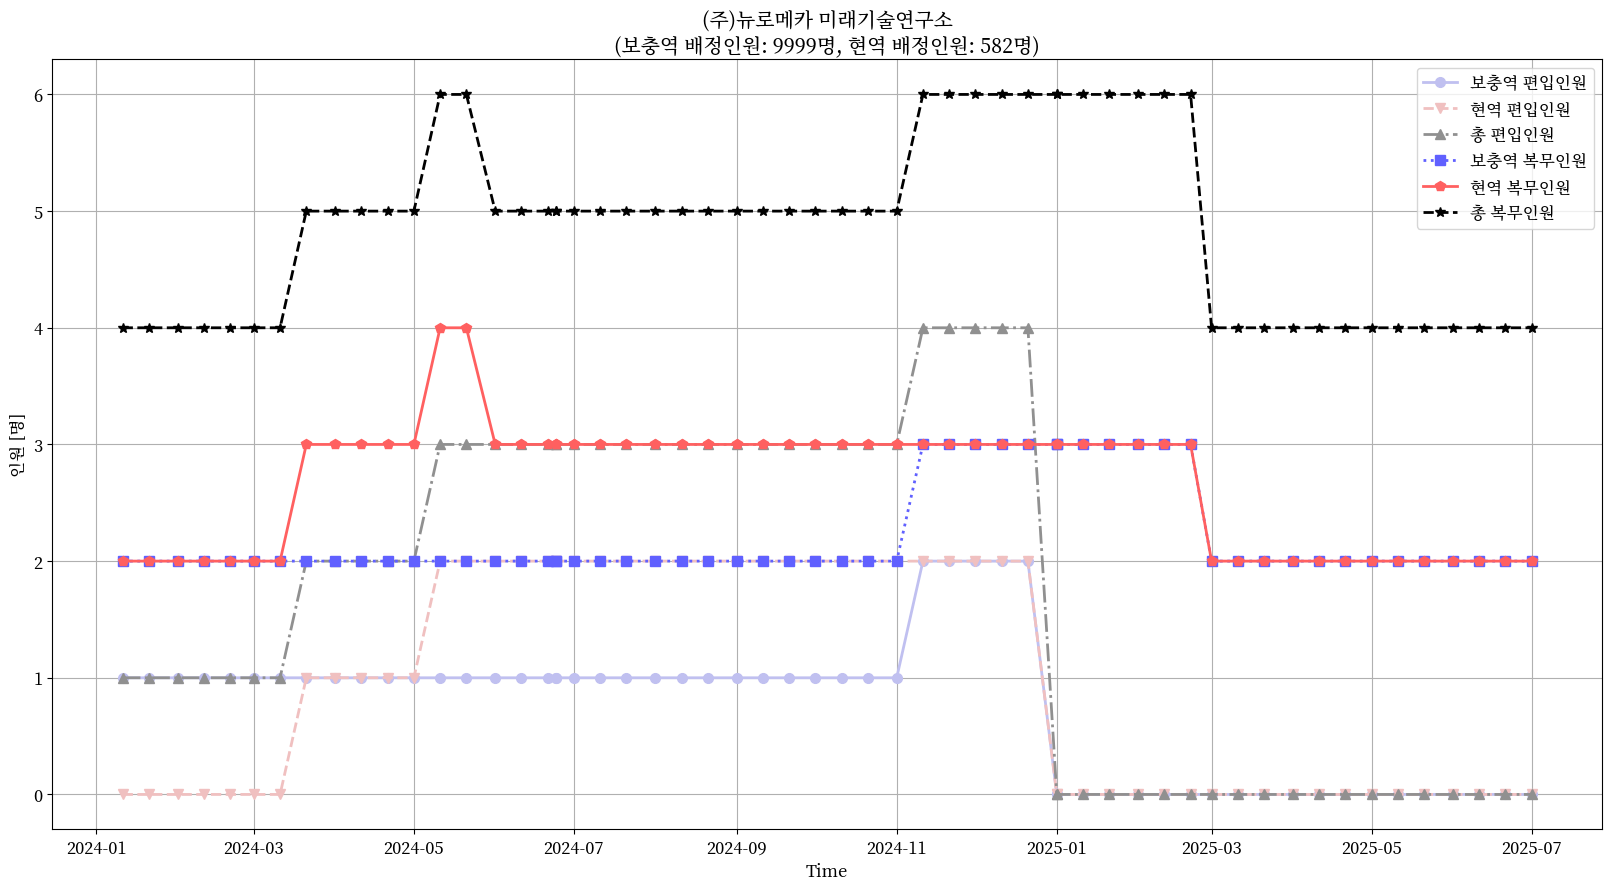 (주)뉴로메카 미래기술연구소
(보충역 배정인원: 9999명, 현역 배정인원: 582명)
보충역 편입인원
현역 편입인원
총 편입인원
보충역 복무인원
현역 복무인원
총 복무인원
인원 [명]
6
5
4
3
2
1
0
2024-01 2024-03 2024-05 2024-07 2024-09 2024-11 2025-01 2025-03 2025-05 2025-07
Time